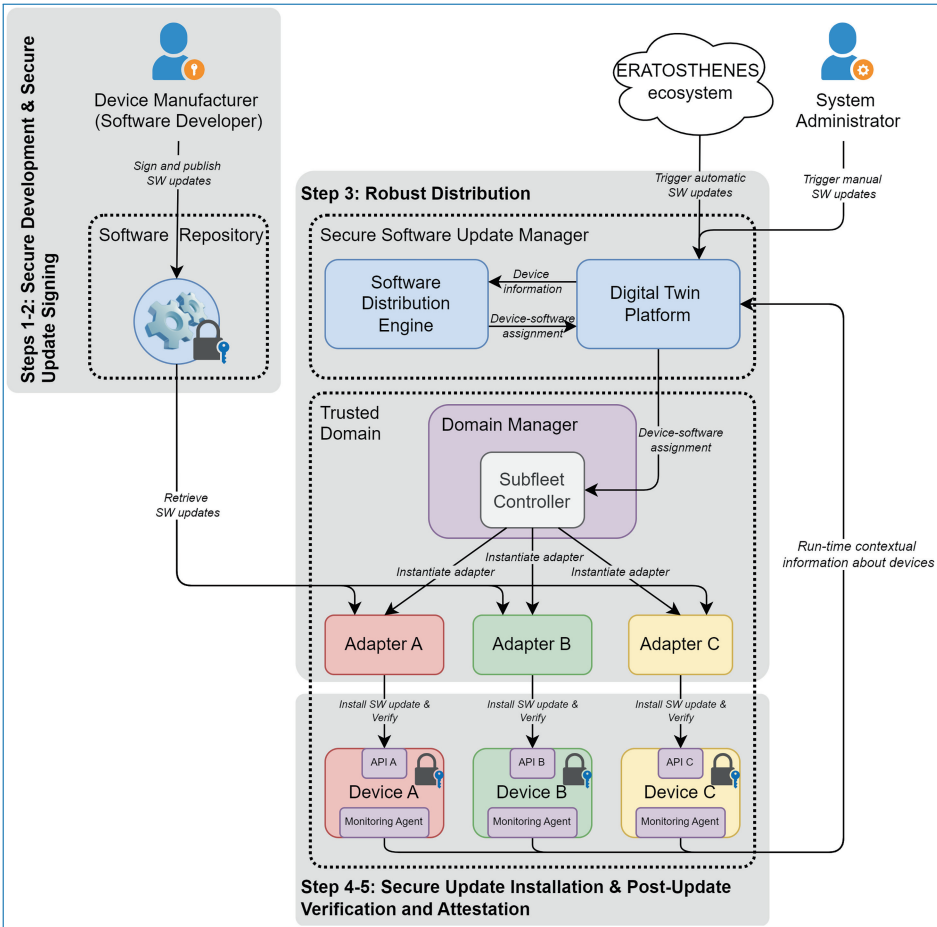 Steps 1-2: Secure Development & Secure
Update Signing
Device Manufacturer
(Software Developer)
Sign and publish
SW updates
Software Repository
Retrieve
SW updates
ERATOSTHENES
ecosystem
System
Administrator
Trigger automatic
SW updates
Trigger manual
SW updates
Step 3: Robust Distribution
Secure Software Update Manager
Software
Distribution
Engine
Device
information
Device-software
assignment
Digital Twin
Platform
Trusted
Domain
Domain Manager
Subfleet
Controller
Device-software
assignment
Instantiate adapter
Instantiate adapter
Instantiate adapter
Run-time contextual
information about devices
Adapter A
Adapter B
Adapter C
Install SW update &
Verify
Install SW update &
Verify
Install SW update &
Verify
API A
Device A
Monitoring Agent
API B
Device B
Monitoring Agent
API C
Device C
Monitoring Agent
Step 4-5: Secure Update Installation & Post-Update
Verification and Attestation